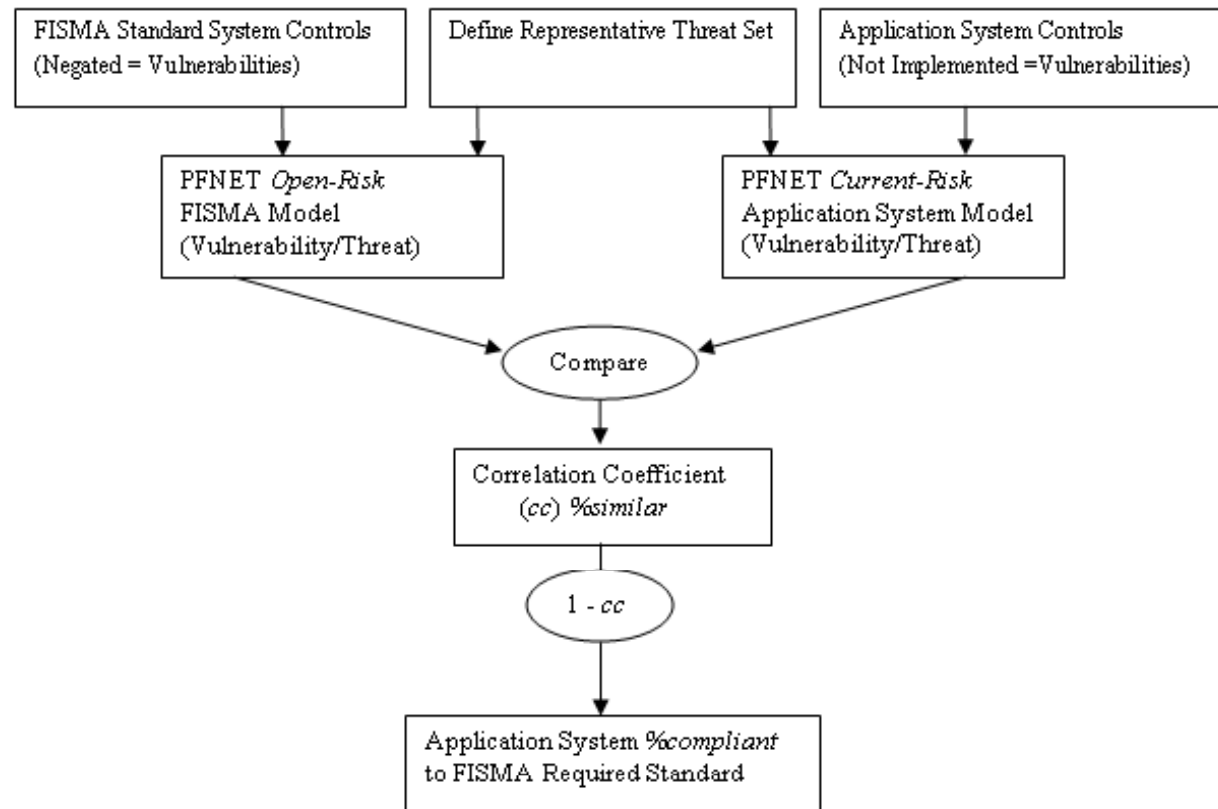 FISMA Standard System Controls
(Negated = Vulnerabilities)
Define Representative Threat Set
Application System Controls
(Not Implemented =Vulnerabilities)
PFNET Open-Risk
FISMA Model
(Vulnerability/Threat)
PFNET Current-Risk
Application System Model
(Vulnerability/Threat)
Compare
Correlation Coefficient
(cc) %similar
1 - cc
Application System %compliant
to FISMA Required Standard